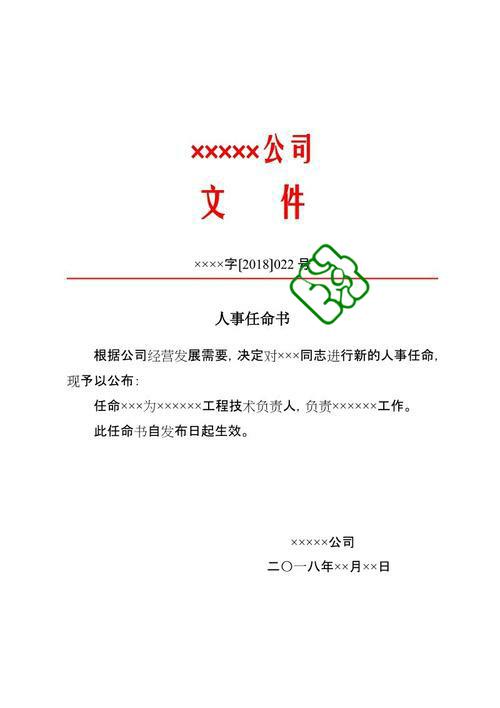 ×××××公司
文 件
××××字[2018]022 号
人事任命书
根据公司经营发展需要,决定对×××同志进行新的人事任命,
现予以公布:
任命×××为××××××工程技术负责人,负责××××××工作。
此任命书自发布日起生效。
×××××公司
二〇一八年××月××日